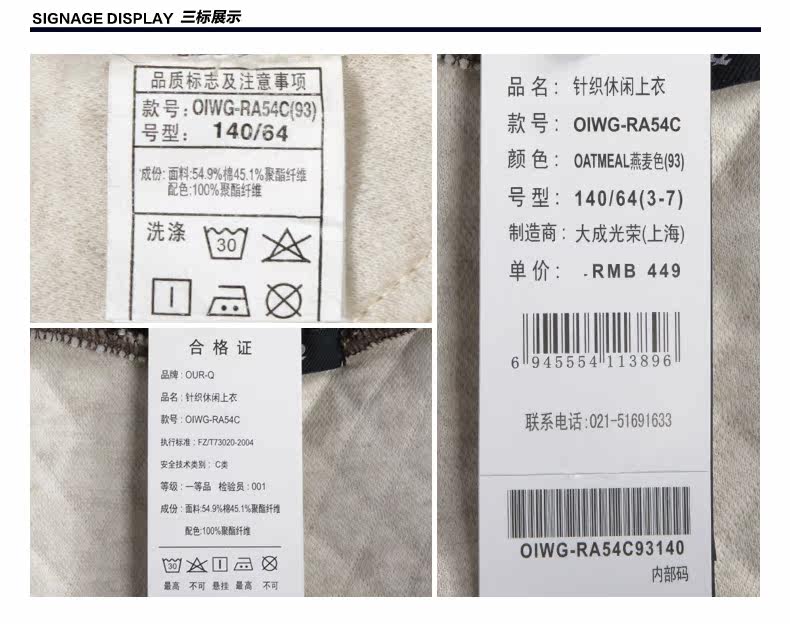 SIGNAGE DISPLAY 三标展示
品质标志及注意事项
款号:OIWG-RA54C(93)
号型: 140/64
成份: 面料:54.9%棉45.1%聚酯纤维
配色:100%聚酯纤维
洗涤
30
合格证
品牌 : OUR-Q
品名 : 针织休闲上衣
款号 : OIWG-RA54C
执行标准 : FZ/T73020-2004
安全技术类别 : C类
等级 : 一等品 检验员 : 001
成份 : 面料:54.9%棉45.1%聚酯纤维
配色:100%聚酯纤维
30
最高 不可 悬挂 最高 不可
品名: 针织休闲上衣
款号: OIWG-RA54C
颜色: OATMEAL燕麦色(93)
号型: 140/64(3-7)
制造商: 大成光荣(上海)
单价: RMB 449
6 945554 113896
联系电话:021-51691633
OIWG-RA54C93140
内部码